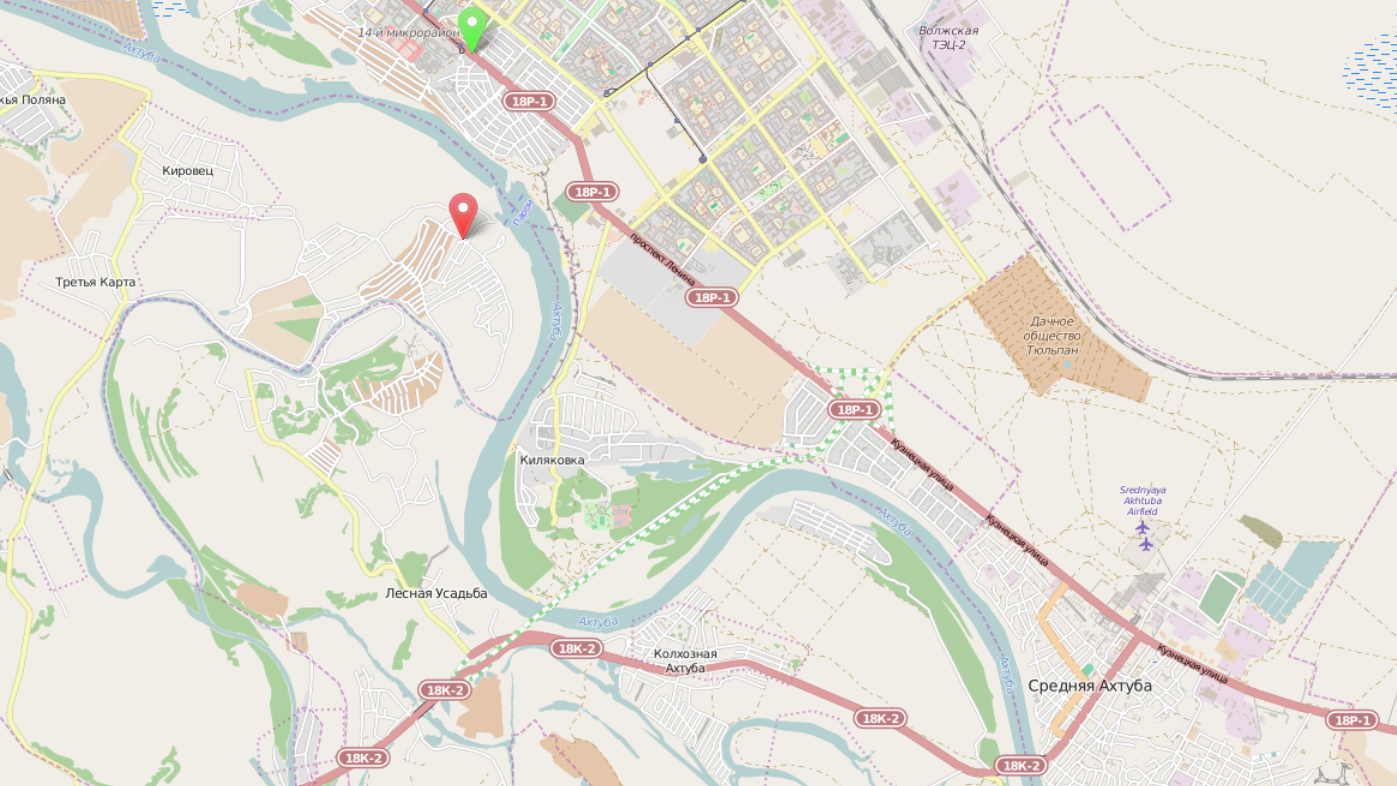 14-й микрорайон
Волжская
ТЭЦ-2
Ахтуба
18Р-1
Поляна
Кировец
18Р-1
Паром
проспект Ленина
Третья Карта
18Р-1
Ахтуба
Дачное
общество
Тюльпан
18Р-1
Кузнецкая улица
Киляковка
Srednyaya
Akhtuba
Airfield
Ахтуба
Кузнецкая улица
Лесная Усадьба
Ахтуба
18К-2
Колхозная
Ахтуба
Кузнецкая улица
Ахтуба
Средняя Ахтуба
18К-2
18К-2
18Р-1
18К-2
18К-2